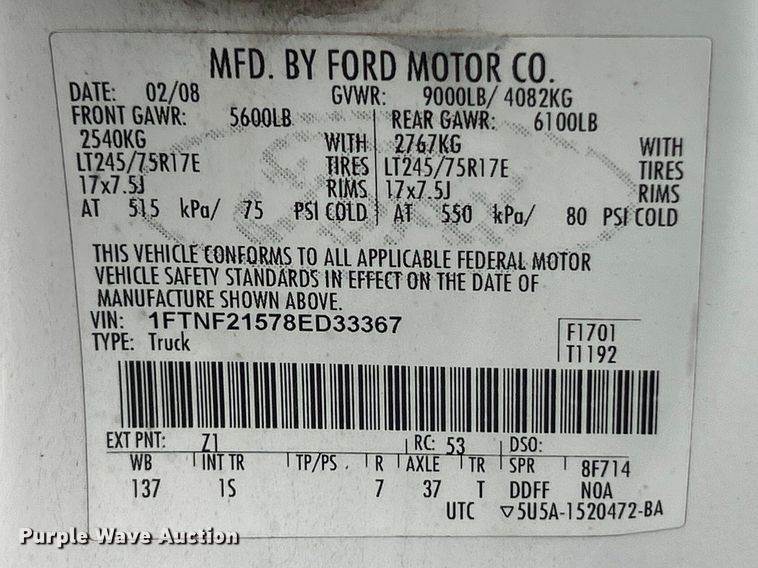 MFD. BY FORD MOTOR CO.
DATE: 02/08 GVWR: 9000LB/ 4082KG
FRONT GAWR: 5600LB REAR GAWR: 6100LB
2540KG WITH 2767KG WITH
LT245/75R17E TIRES LT245/75R17E TIRES
17x7.5J RIMS 17x7.5J RIMS
AT 515 kPa/ 75 PSI COLD AT 550 kPa/ 80 PSI COLD
THIS VEHICLE CONFORMS TO ALL APPLICABLE FEDERAL MOTOR
VEHICLE SAFETY STANDARDS IN EFFECT ON THE DATE OF
MANUFACTURE SHOWN ABOVE.
VIN: 1FTNF21578ED33367
F1701
TYPE: Truck
T1192
EXT PNT: Z1 RC: 53 DSO:
WB INT TR TP/PS R AXLE TR SPR 8F714
137 1S 7 37 T DDFF NOA
UTC ▽5U5A-1520472-BA
Purple Wave Auction